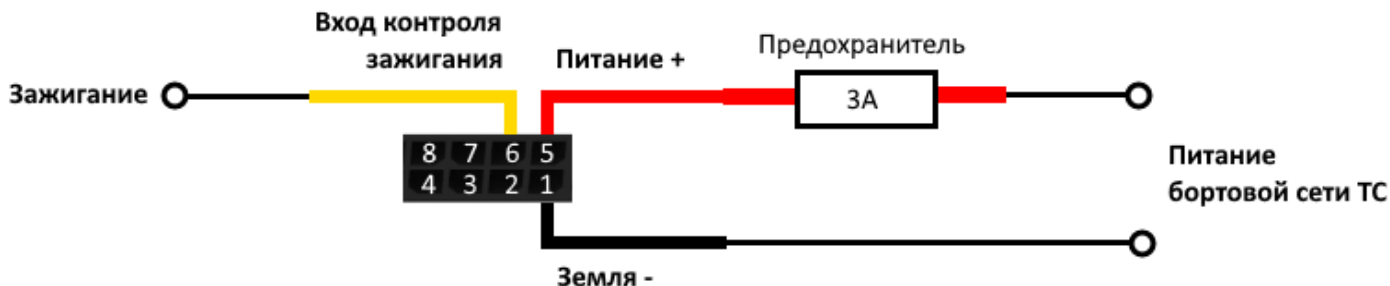 Вход контроля
зажигания
Питание +
Предохранитель
Зажигание
3А
8 7 6 5
4 3 2 1
Питание
бортовой сети ТС
Земля -